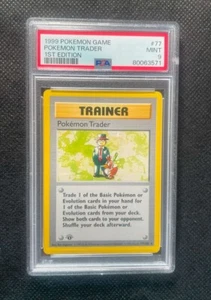 1999 POKEMON GAME #77
POKEMON TRADER MINT
1ST EDITION 9
PSA 80063571
TRAINER
Pokémon Trader
Trade 1 of the Basic Pokémon or
Evolution cards in your hand for
1 of the Basic Pokémon or
Evolution cards from your deck.
Show both cards to your opponent.
Shuffle your deck afterward.